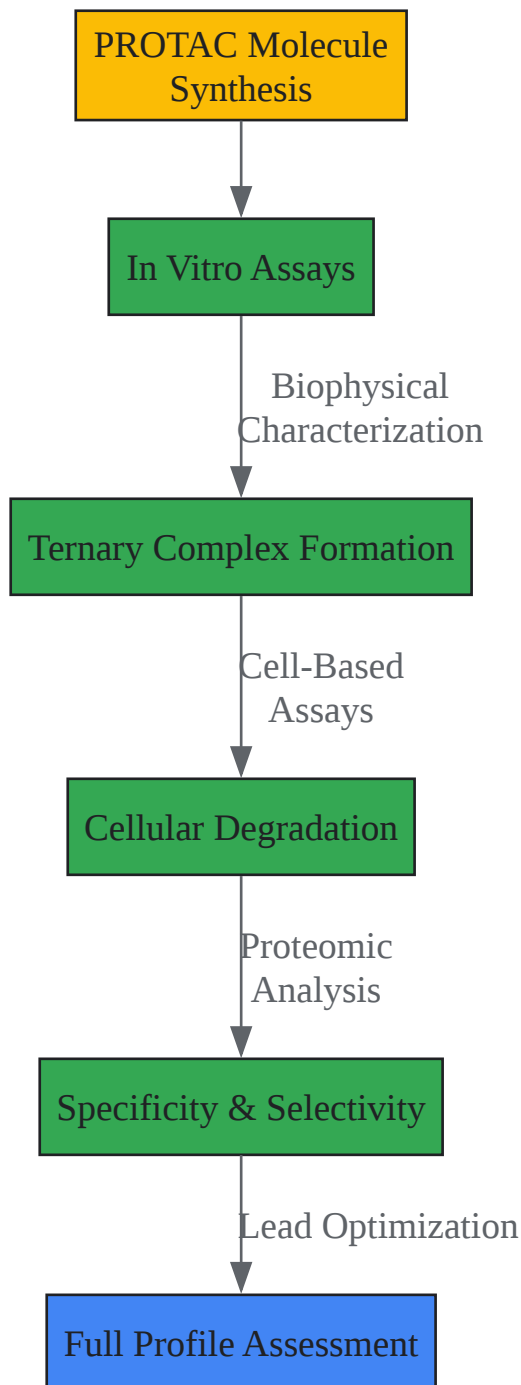 PROTAC Molecule
Synthesis
In Vitro Assays
Biophysical
Characterization
Ternary Complex Formation
Cell-Based
Assays
Cellular Degradation
Proteomic
Analysis
Specificity & Selectivity
Lead Optimization
Full Profile Assessment